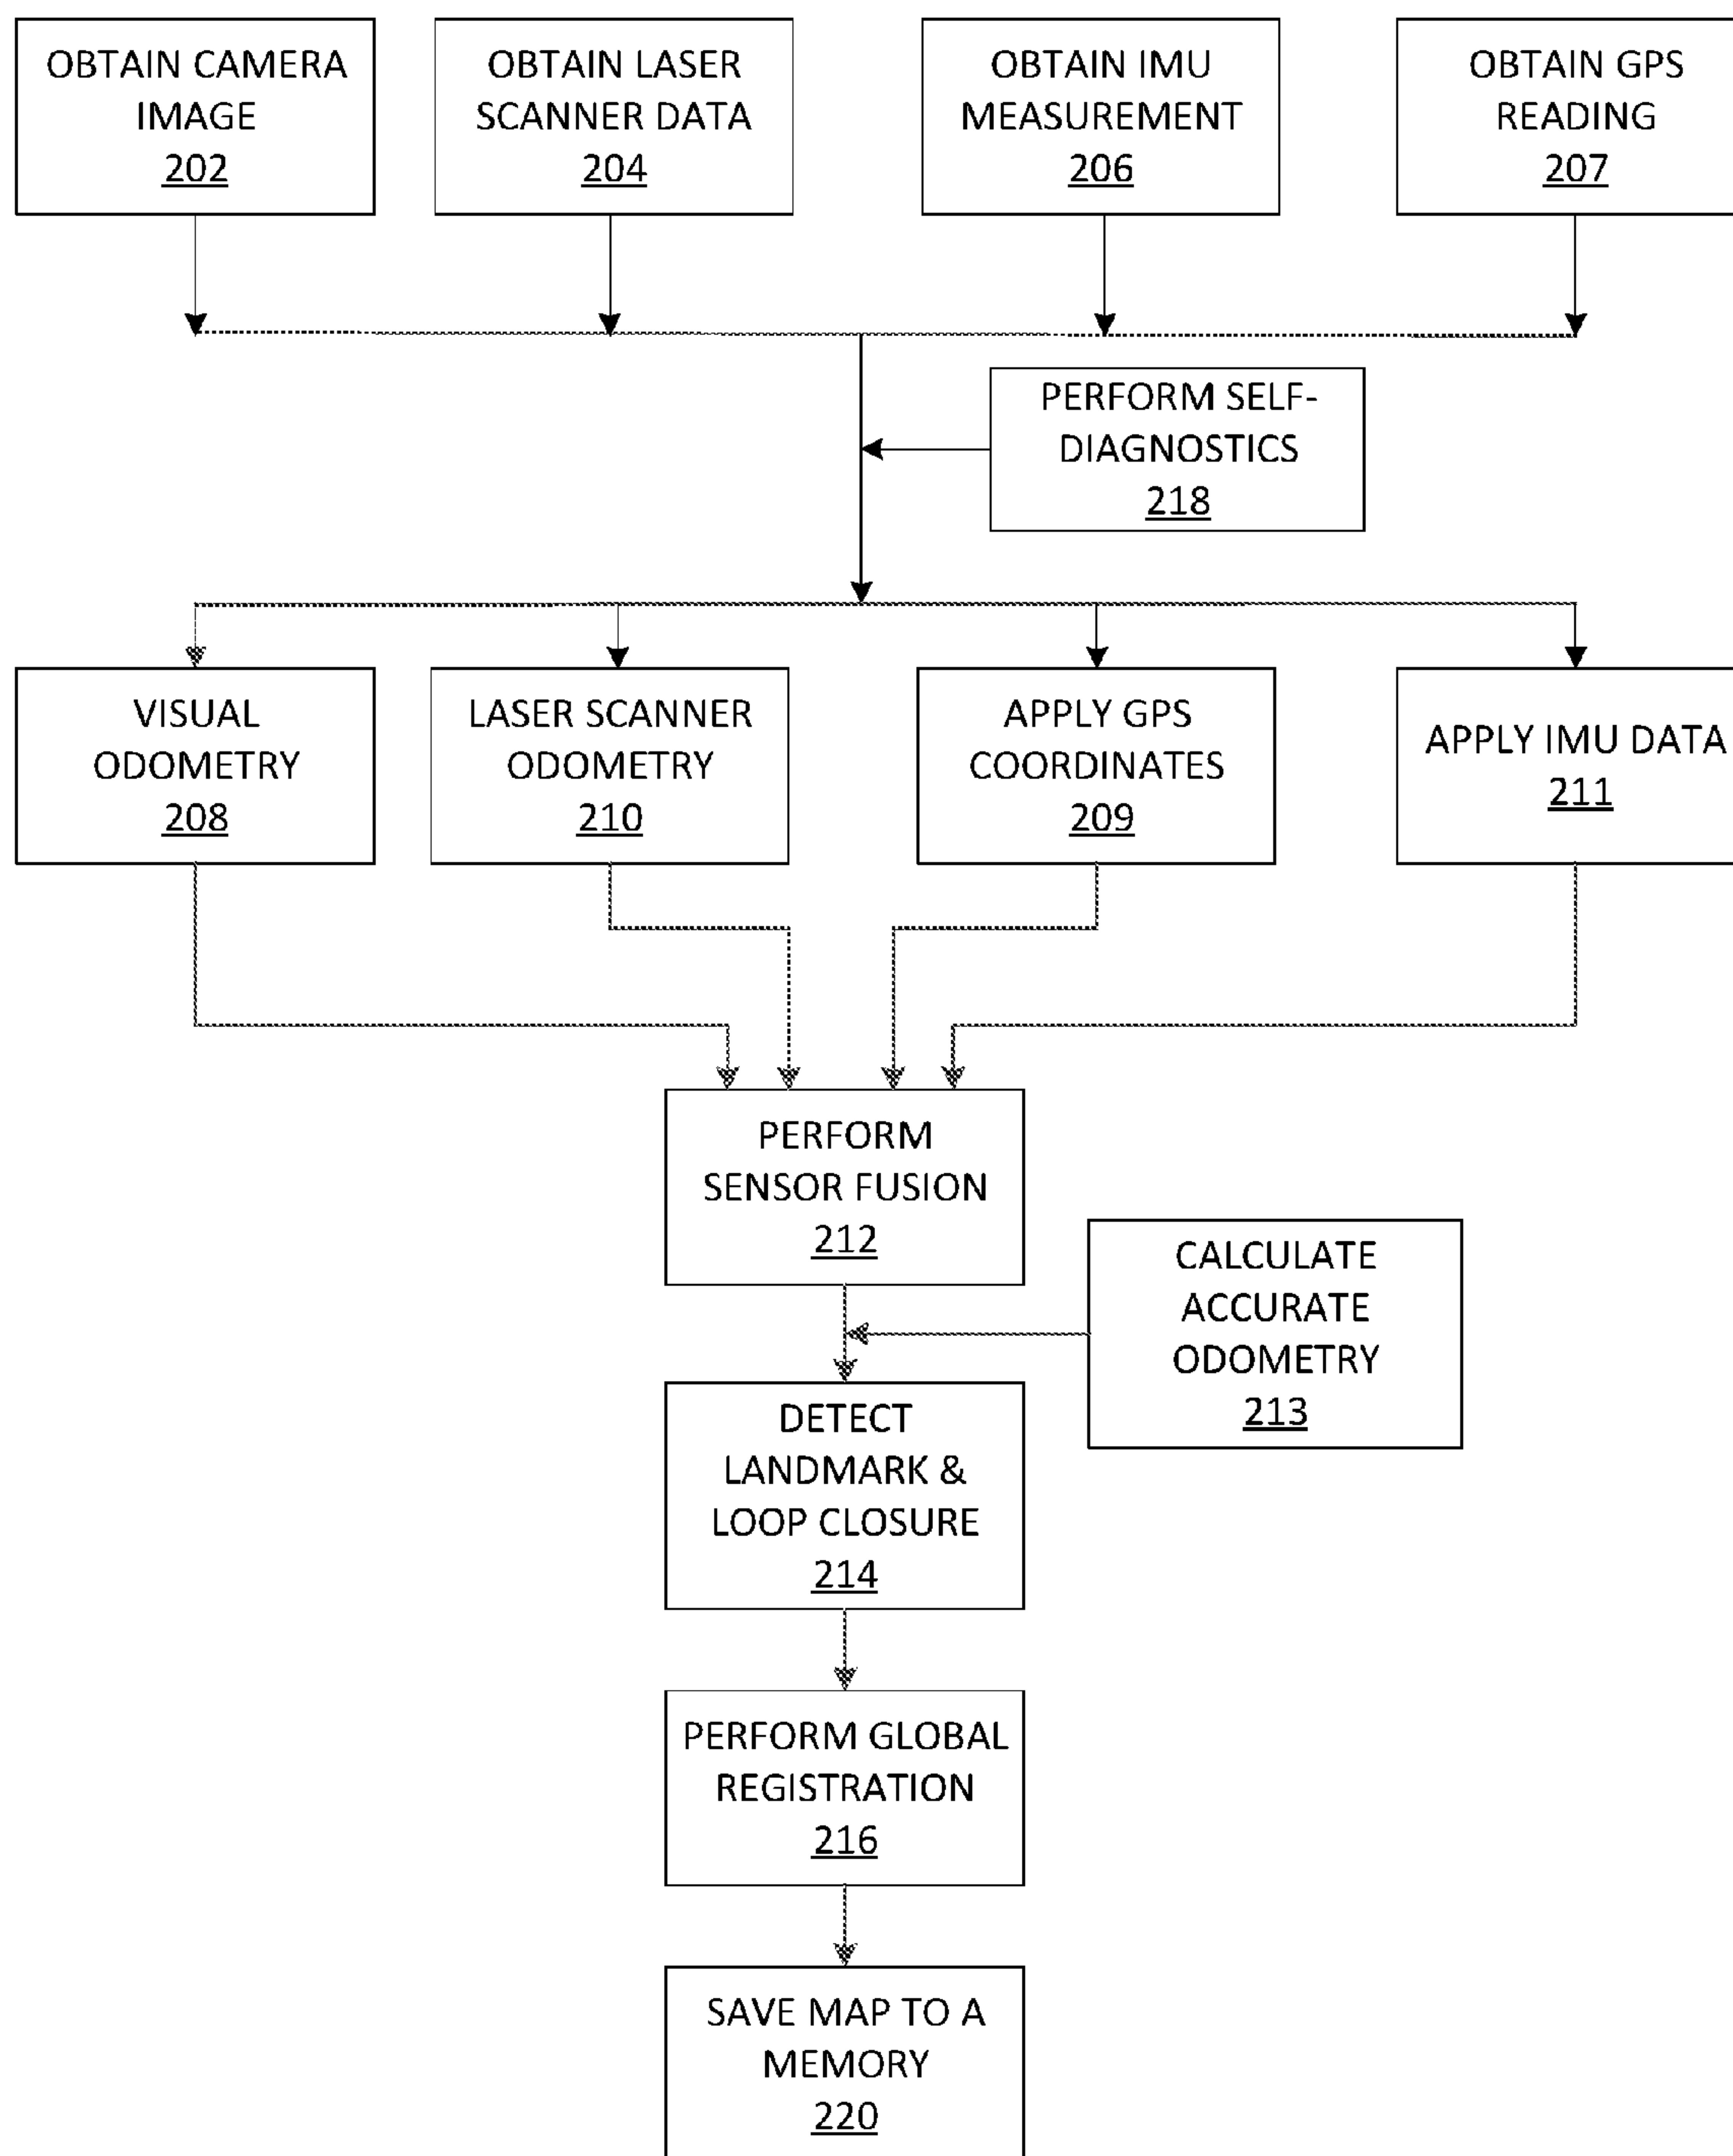 OBTAIN CAMERA
IMAGE
202
OBTAIN LASER
SCANNER DATA
204
OBTAIN IMU
MEASUREMENT
206
OBTAIN GPS
READING
207
PERFORM SELF-
DIAGNOSTICS
218
VISUAL
ODOMETRY
208
LASER SCANNER
ODOMETRY
210
APPLY GPS
COORDINATES
209
APPLY IMU DATA
211
PERFORM
SENSOR FUSION
212
CALCULATE
ACCURATE
ODOMETRY
213
DETECT
LANDMARK &
LOOP CLOSURE
214
PERFORM GLOBAL
REGISTRATION
216
SAVE MAP TO A
MEMORY
220